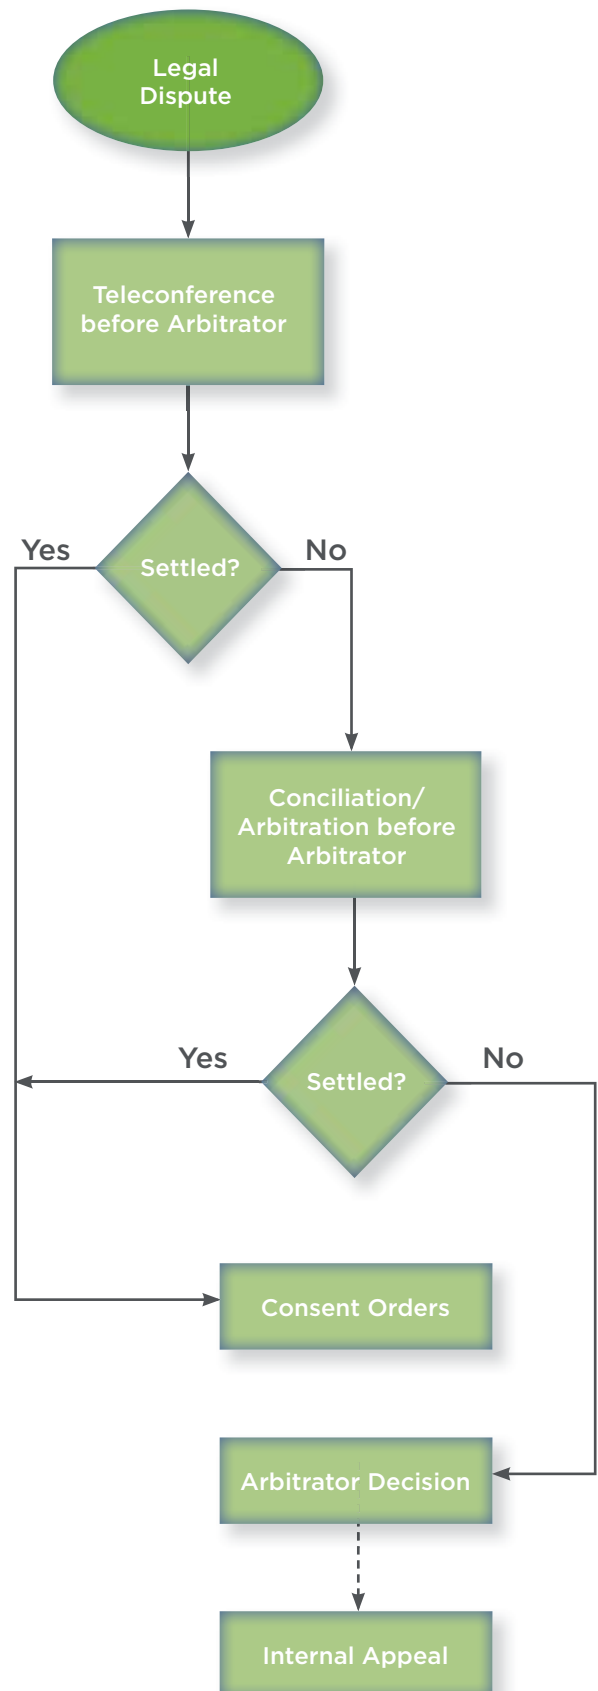 Legal
Dispute
Teleconference
before Arbitrator
Yes
Settled?
No
Conciliation/
Arbitration before
Arbitrator
Yes
Settled?
No
Consent Orders
Arbitrator Decision
Internal Appeal